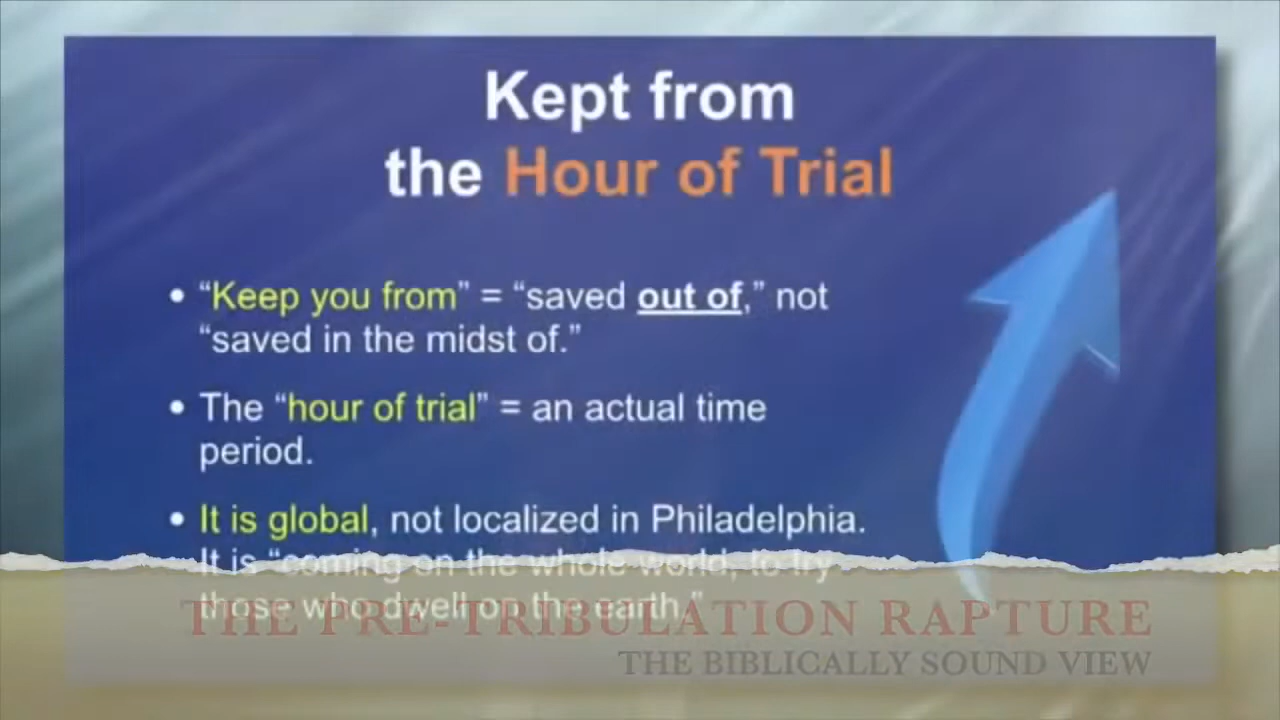 Kept from
the Hour of Trial
• “Keep you from” = “saved out of,” not
“saved in the midst of.”
• The “hour of trial” = an actual time
period.
• It is global, not localized in Philadelphia.
It is “coming on the whole world, to try
those who dwell on the earth.”
THE PRE-TRIBULATION RAPTURE
THE BIBLICALLY SOUND VIEW